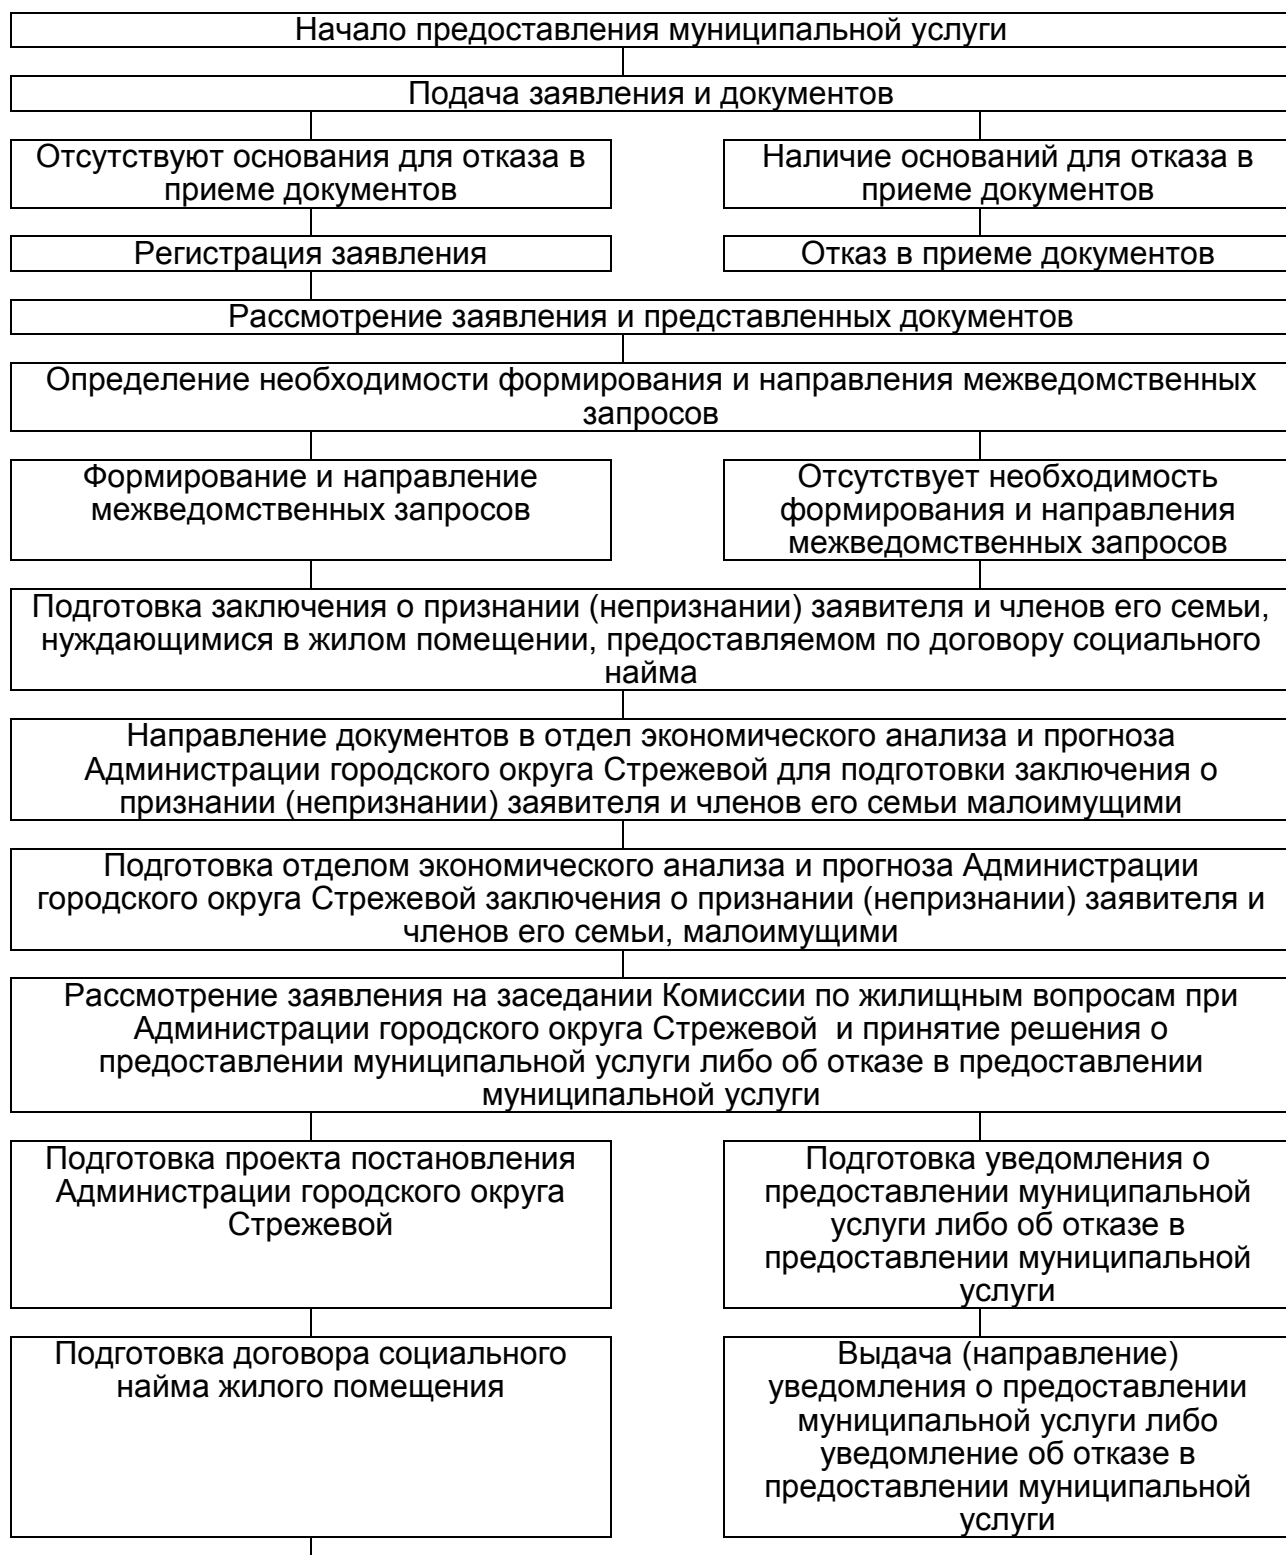 Начало предоставления муниципальной услуги
Подача заявления и документов
Отсутствуют основания для отказа в
приеме документов
Наличие оснований для отказа в
приеме документов
Регистрация заявления
Отказ в приеме документов
Рассмотрение заявления и представленных документов
Определение необходимости формирования и направления межведомственных
запросов
Формирование и направление
межведомственных запросов
Отсутствует необходимость
формирования и направления
межведомственных запросов
Подготовка заключения о признании (непризнании) заявителя и членов его семьи,
нуждающимися в жилом помещении, предоставляемом по договору социального
найма
Направление документов в отдел экономического анализа и прогноза
Администрации городского округа Стрежевой для подготовки заключения о
признании (непризнании) заявителя и членов его семьи малоимущими
Подготовка отделом экономического анализа и прогноза Администрации
городского округа Стрежевой заключения о признании (непризнании) заявителя и
членов его семьи, малоимущими
Рассмотрение заявления на заседании Комиссии по жилищным вопросам при
Администрации городского округа Стрежевой  и принятие решения о
предоставлении муниципальной услуги либо об отказе в предоставлении
муниципальной услуги
Подготовка проекта постановления
Администрации городского округа
Стрежевой
Подготовка уведомления о
предоставлении муниципальной
услуги либо об отказе в
предоставлении муниципальной
услуги
Подготовка договора социального
найма жилого помещения
Выдача (направление)
уведомления о предоставлении
муниципальной услуги либо
уведомление об отказе в
предоставлении муниципальной
услуги